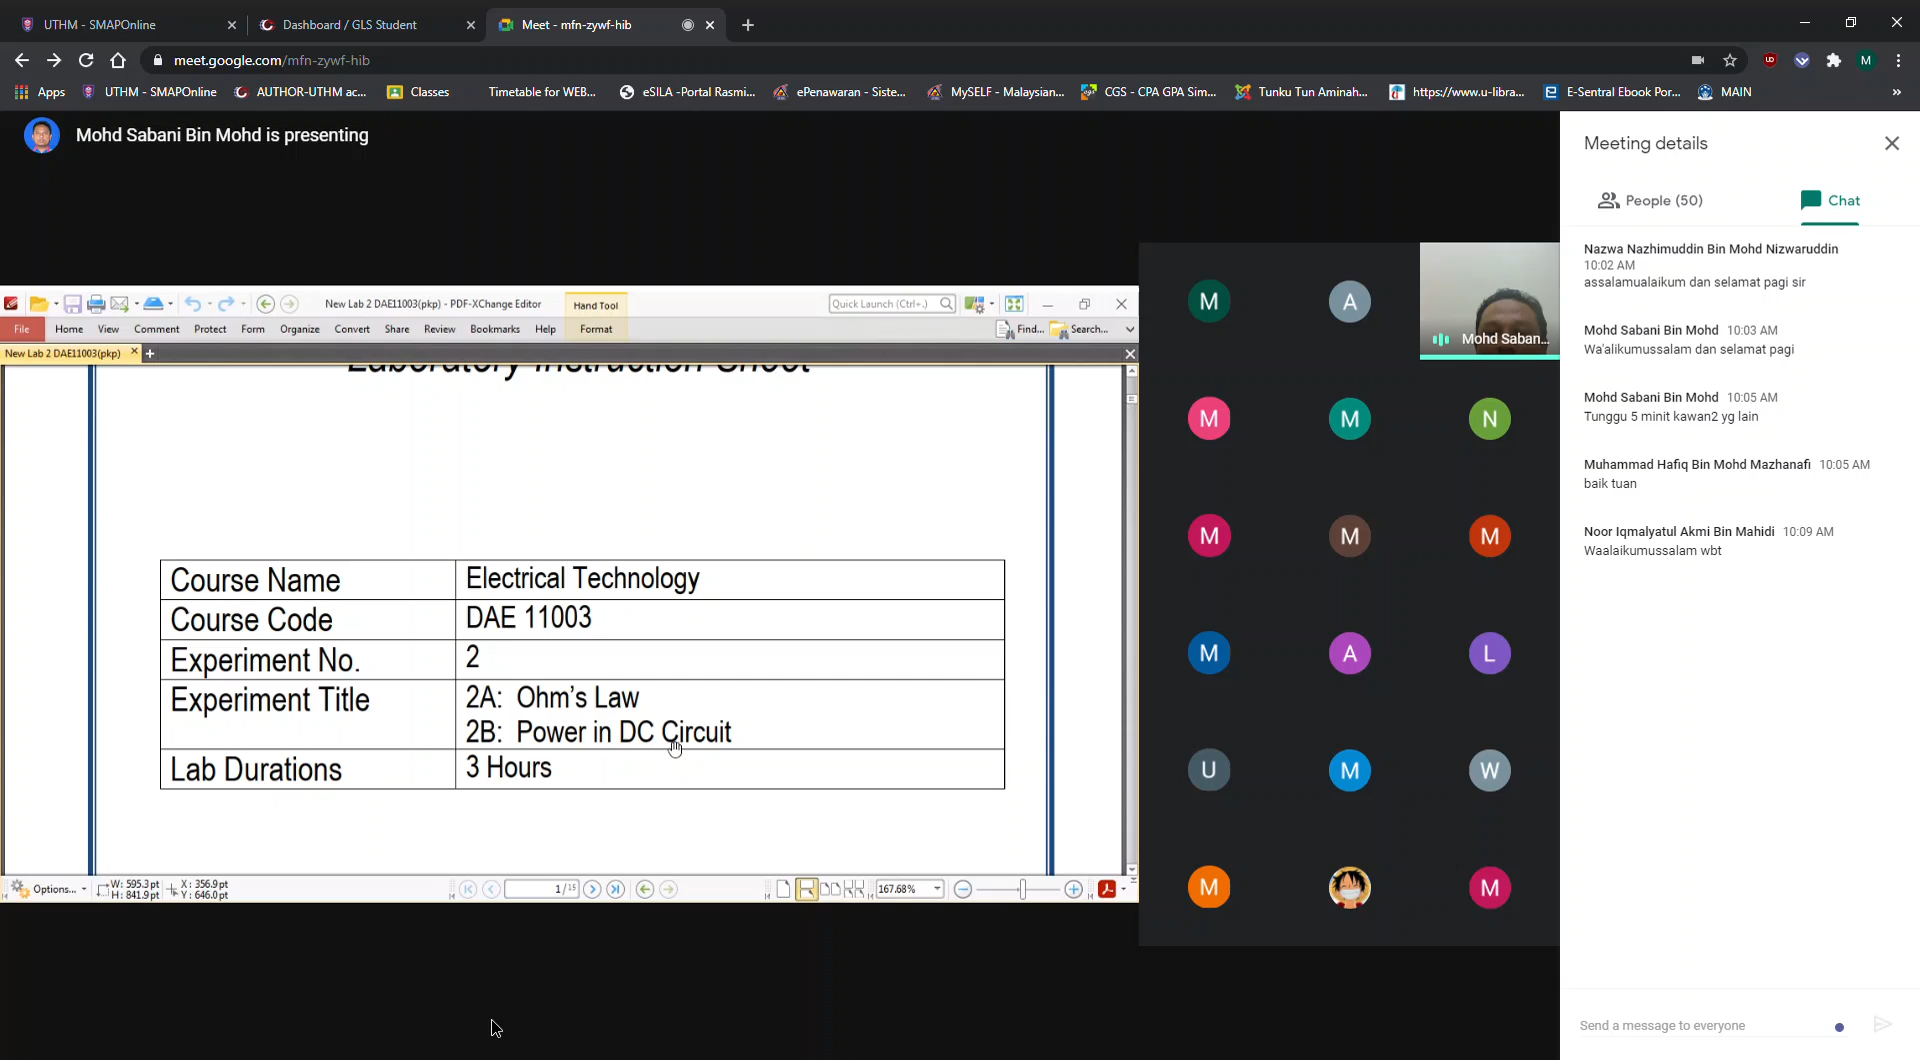 UTHM - SMAPOnline
Dashboard / GLS Student
Meet - mfn-zywf-hib
meet.google.com/mfn-zywf-hib
UD
M
Apps
UTHM - SMAPOnline
AUTHOR-UTHM ac...
Classes
Timetable for WEB...
eSILA -Portal Rasmi...
ePenawaran - Siste...
MySELF - Malaysian...
CGS - CPA GPA Sim...
Tunku Tun Aminah...
https://www.u-libra...
E-Sentral Ebook Por...
MAIN
»
Mohd Sabani Bin Mohd is presenting
New Lab 2 DAE11003(pkp) - PDF-XChange Editor
Hand Tool
Quick Launch (Ctrl+.)
File
Home
View
Comment
Protect
Form
Organize
Convert
Share
Review
Bookmarks
Help
Format
Find...
Search...
New Lab 2 DAE11003(pkp)
Laboratory Instruction Sheet
Course Name
Electrical Technology
Course Code
DAE 11003
Experiment No.
2
Experiment Title
2A: Ohm's Law
2B: Power in DC Circuit
Lab Durations
3 Hours
Options...
W: 595.3pt
H: 841.9pt
X: 356.9pt
Y: 646.0pt
1/15
167.68%
M
A
Mohd Saban...
M
M
N
M
M
M
M
A
L
U
M
W
M
M
Meeting details
People (50)
Chat
Nazwa Nazhimuddin Bin Mohd Nizwaruddin
10:02 AM
assalamualaikum dan selamat pagi sir
Mohd Sabani Bin Mohd 10:03 AM
Wa'alikumussalam dan selamat pagi
Mohd Sabani Bin Mohd 10:05 AM
Tunggu 5 minit kawan2 yg lain
Muhammad Hafiq Bin Mohd Mazhanafi 10:05 AM
baik tuan
Noor Iqmalyatul Akmi Bin Mahidi 10:09 AM
Waalaikumussalam wbt
Send a message to everyone